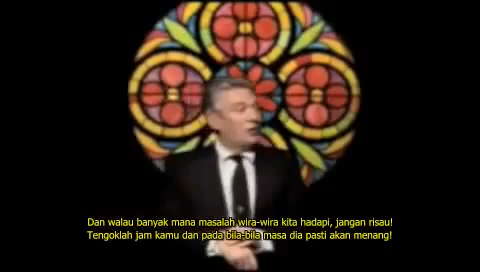 Dan walau banyak mana masalah wira-wira kita hadapi, jangan risau!
Tengoklah jam kamu dan pada bila-bila masa dia pasti akan menang!